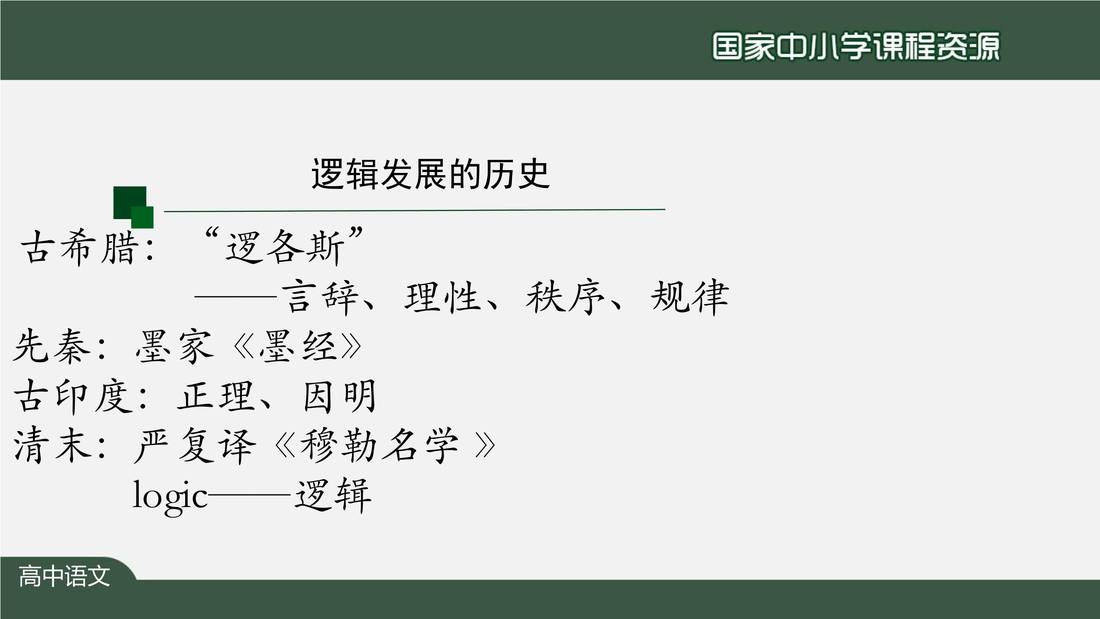 国家中小学课程资源
逻辑发展的历史
古希腊：“逻各斯”
——言辞、理性、秩序、规律
先秦：墨家《墨经》
古印度：正理、因明
清末：严复译《穆勒名学 》
logic——逻辑
高中语文